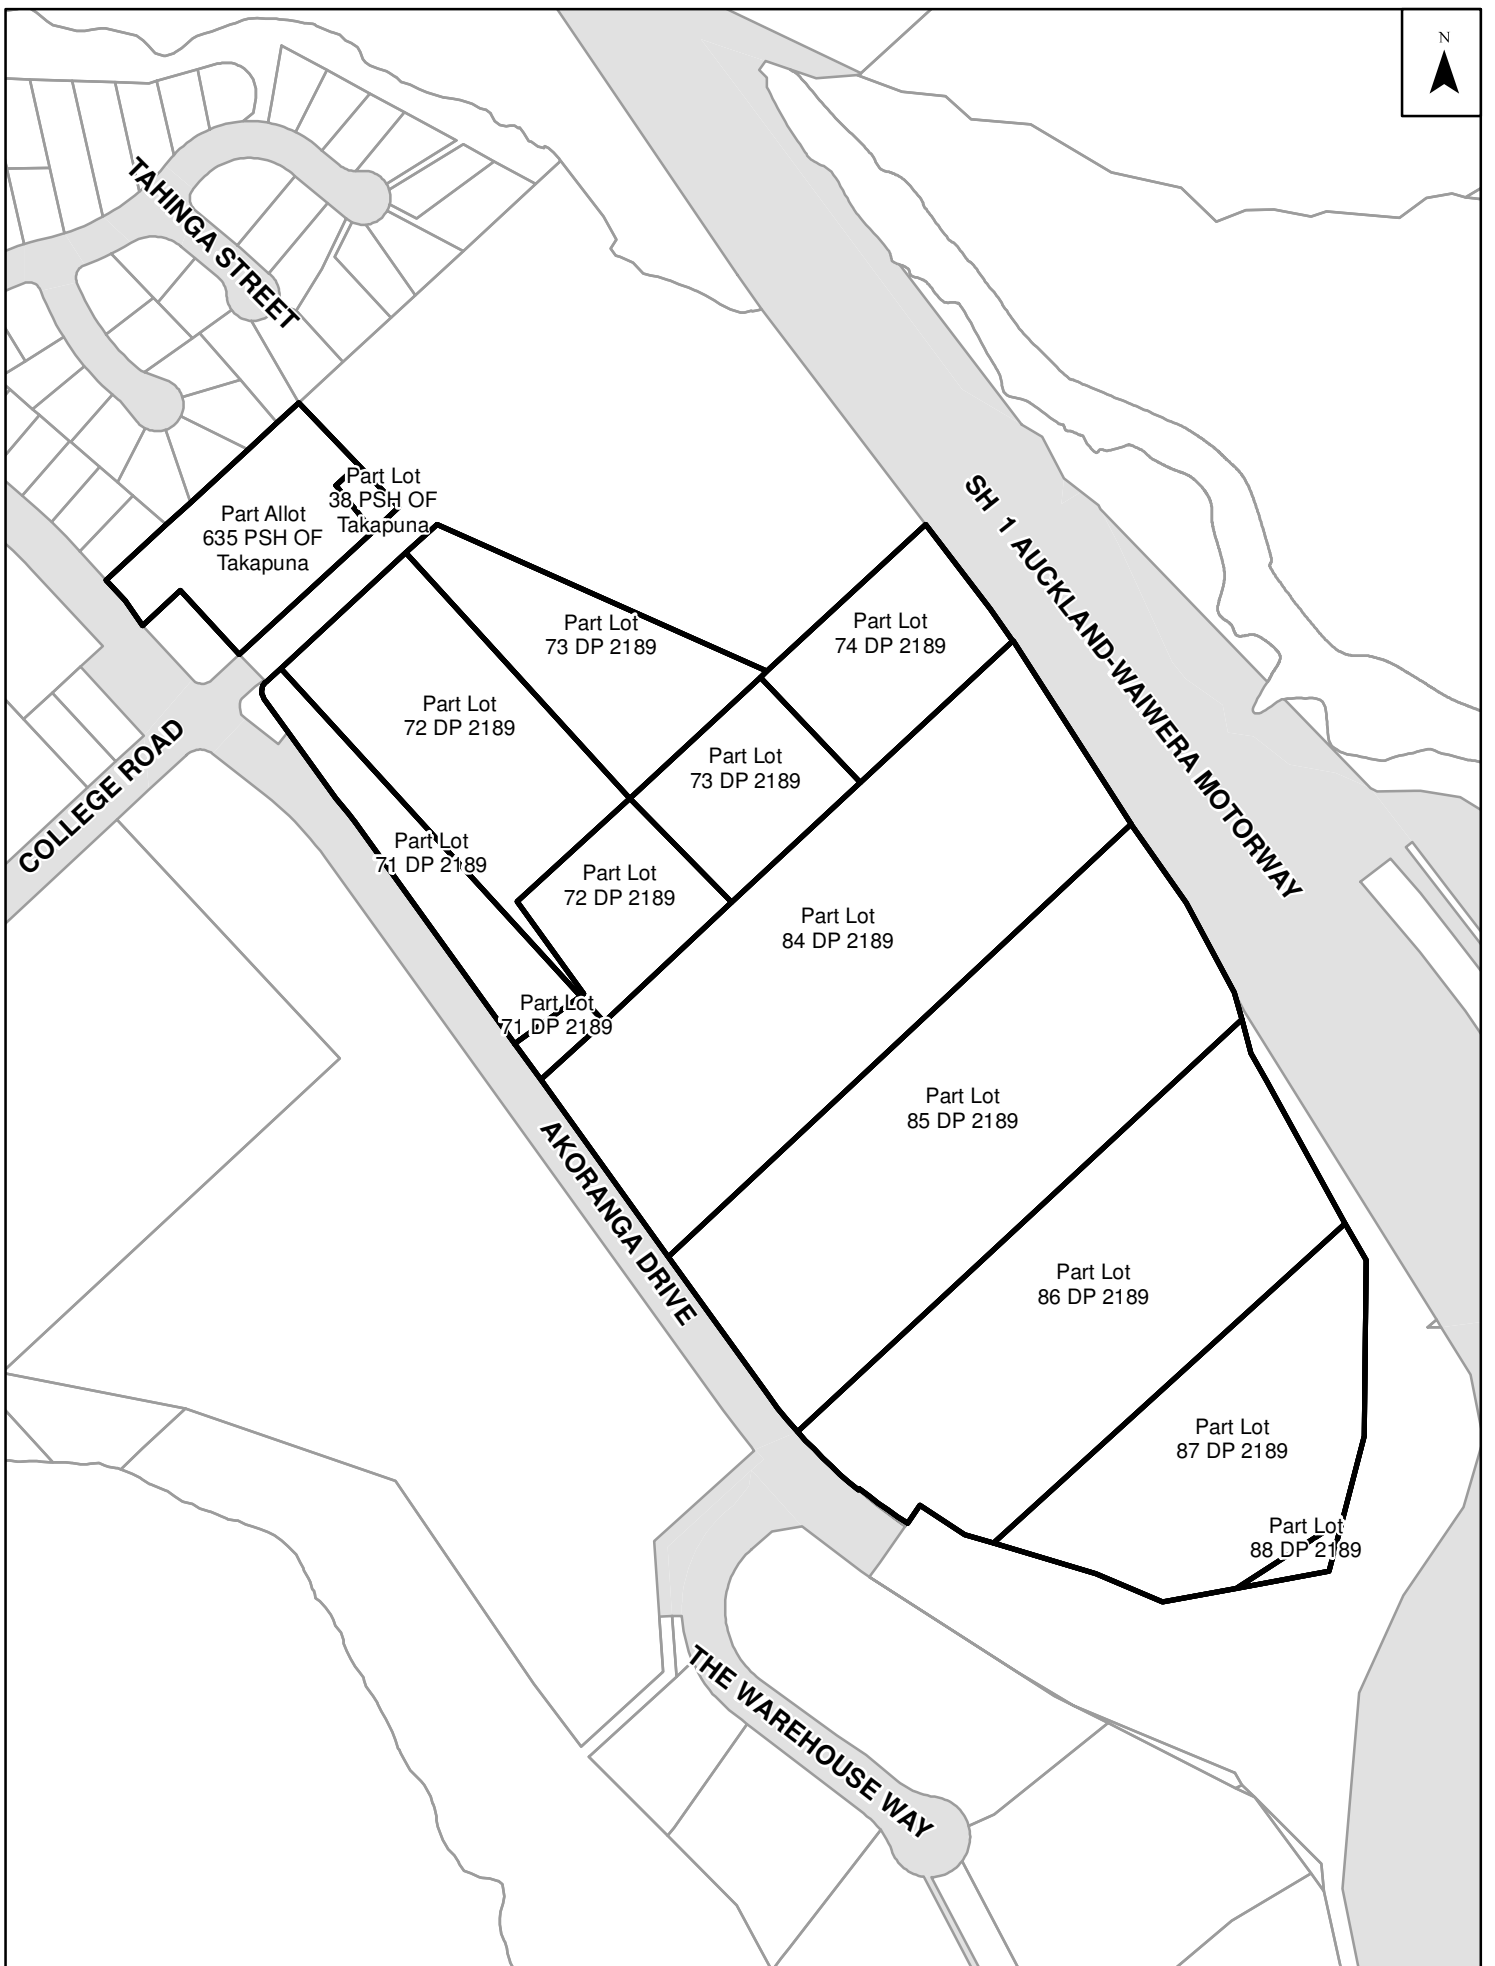 N
TAHINGA STREET
Part Lot
38 PSH OF
Takapuna
Part Allot
635 PSH OF
Takapuna
SH 1 AUCKLAND-WAIWERA MOTORWAY
Part Lot
73 DP 2189
Part Lot
74 DP 2189
Part Lot
72 DP 2189
COLLEGE ROAD
Part Lot
73 DP 2189
Part Lot
71 DP 2189
Part Lot
72 DP 2189
Part Lot
84 DP 2189
Part Lot
71 DP 2189
Part Lot
85 DP 2189
AKORANGA DRIVE
Part Lot
86 DP 2189
Part Lot
87 DP 2189
Part Lot
88 DP 2189
THE WAREHOUSE WAY